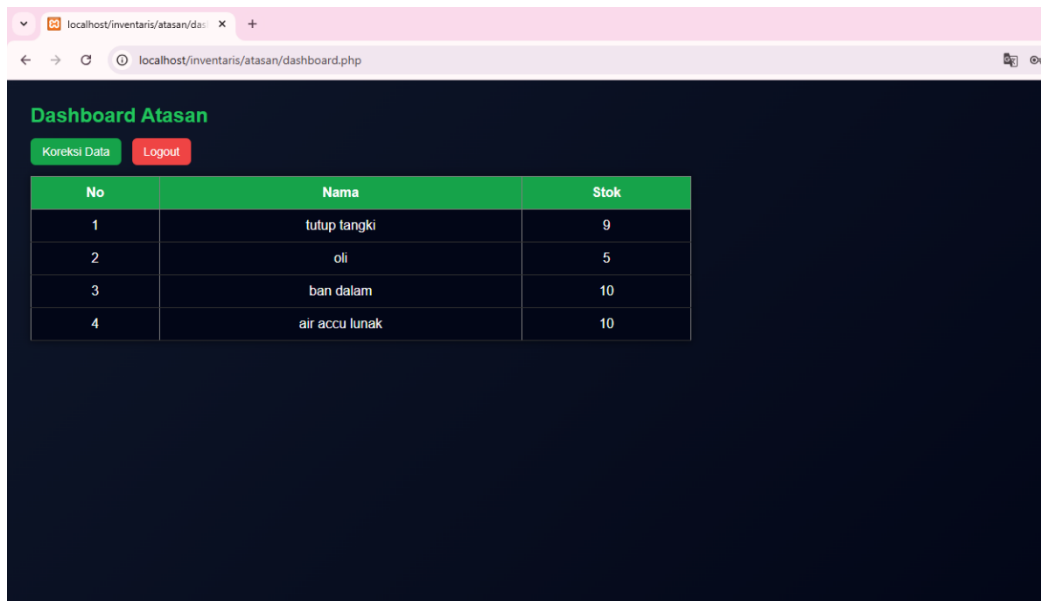 localhost/inventaris/atasan/das
localhost/inventaris/atasan/dashboard.php
Dashboard Atasan
Koreksi Data Logout
No Nama Stok
1 tutup tangki 9
2 oli 5
3 ban dalam 10
4 air accu lunak 10